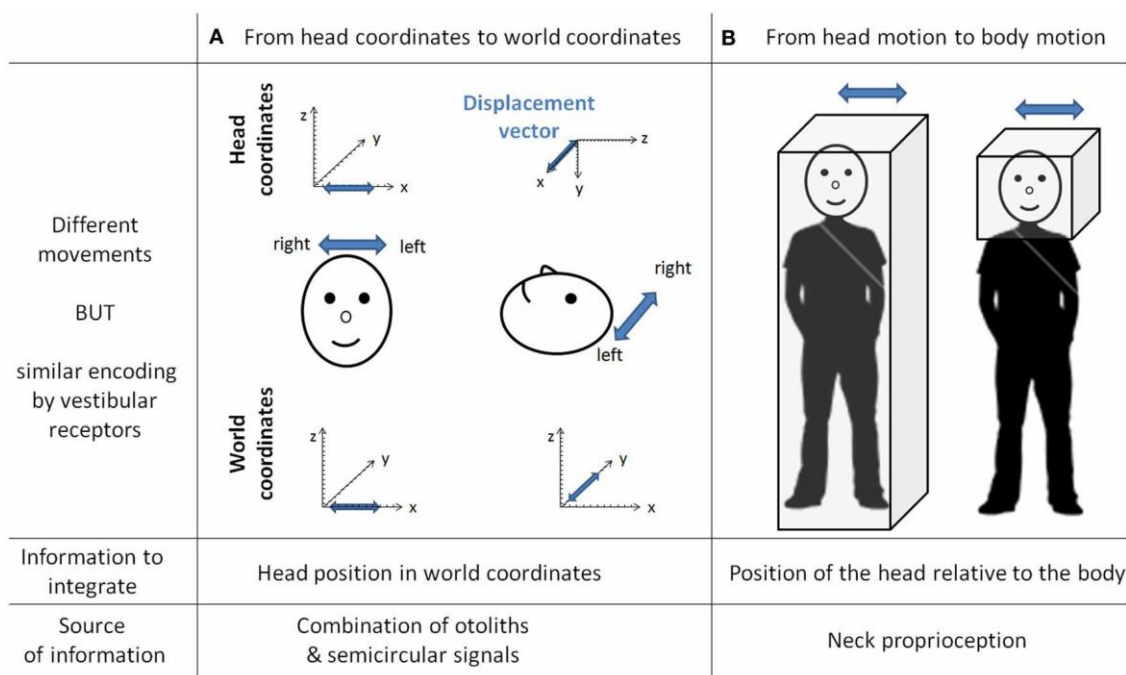 A From head coordinates to world coordinates
B From head motion to body motion
Different
movements
BUT
similar encoding
by vestibular
receptors
Head
coordinates
z
y
x
Displacement
vector
z
x
y
right
left
right
left
World
coordinates
z
y
x
z
y
x
Information to
integrate
Head position in world coordinates
Position of the head relative to the body
Source
of information
Combination of otoliths
& semicircular signals
Neck proprioception